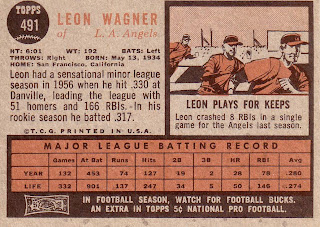 TOPPS
491
LEON WAGNER
of L. A. Angels
HT: 6:01 WT: 192 BATS: Left
THROWS: Right BORN: May 13, 1934
HOME: San Francisco, California
Leon had a sensational minor league
season in 1956 when he hit .330 at
Danville, leading the league with
51 homers and 166 RBIs. In his
rookie season he batted .317.
©T.C.G. PRINTED IN U.S.A.
LEON PLAYS FOR KEEPS
Leon crashed 8 RBIs in a single
game for the Angels last season.
MAJOR LEAGUE BATTING RECORD
Games At Bat Runs Hits 2B 3B H.R. R.B.I. Avg.
YEAR 132 453 74 127 19 2 28 79 .280
LIFE 332 901 137 247 34 5 50 146 .274
IN FOOTBALL SEASON, WATCH FOR FOOTBALL BUCKS.
AN EXTRA IN TOPPS 5¢ NATIONAL PRO FOOTBALL.